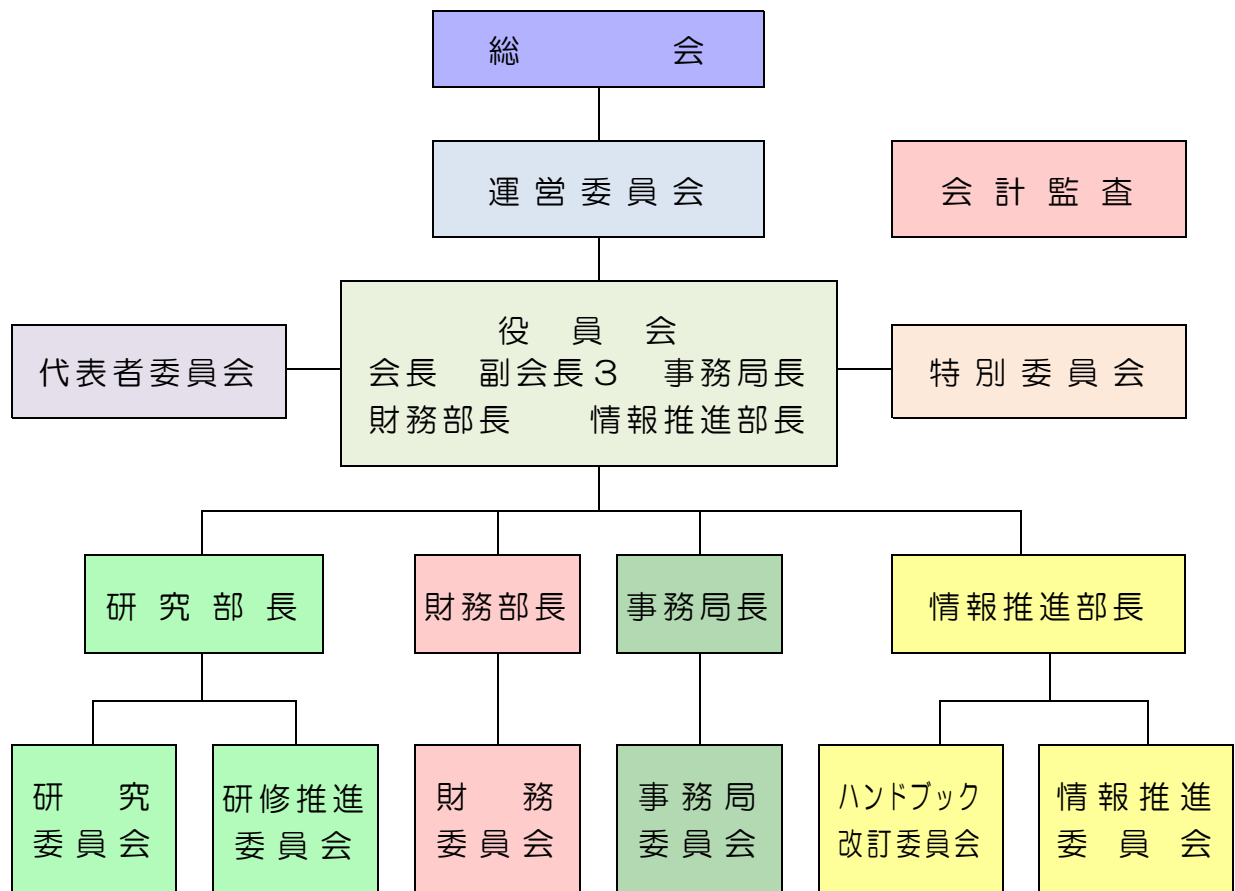 総会
運営委員会
会計監査
役員会
会長 副会長３ 事務局長
財務部長 情報推進部長
代表者委員会
特別委員会
研究部長
財務部長
事務局長
情報推進部長
研究
委員会
研修推進
委員会
財務
委員会
事務局
委員会
ハンドブック
改訂委員会
情報推進
委員会